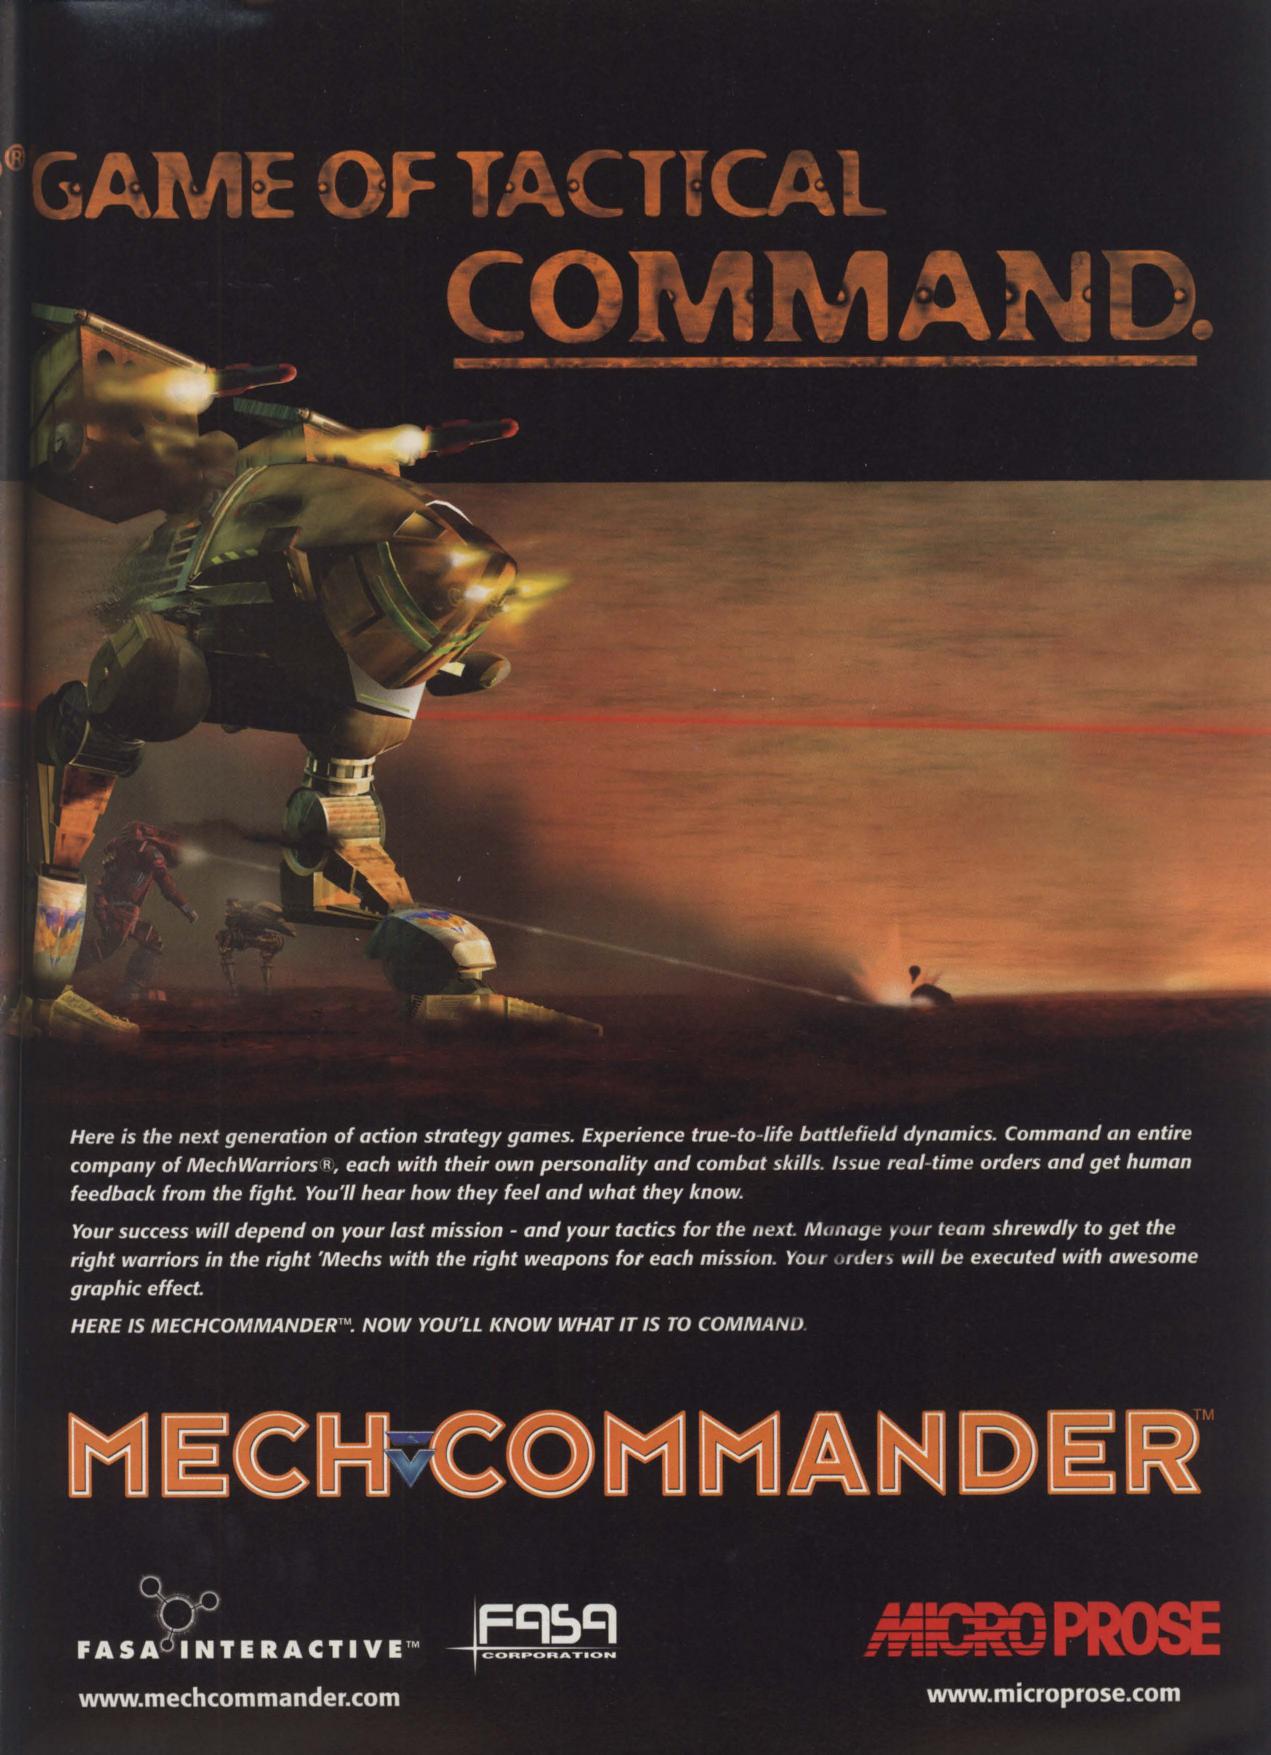 ® GAME OF TACTICAL
COMMAND.
Here is the next generation of action strategy games. Experience true-to-life battlefield dynamics. Command an entire
company of MechWarriors®, each with their own personality and combat skills. Issue real-time orders and get human
feedback from the fight. You'll hear how they feel and what they know.
Your success will depend on your last mission - and your tactics for the next. Manage your team shrewdly to get the
right warriors in the right 'Mechs with the right weapons for each mission. Your orders will be executed with awesome
graphic effect.
HERE IS MECHCOMMANDER™. NOW YOU'LL KNOW WHAT IT IS TO COMMAND.
MECHCOMMANDER™
FASA INTERACTIVE™
FASA
CORPORATION
MICROPROSE
www.mechcommander.com
www.microprose.com